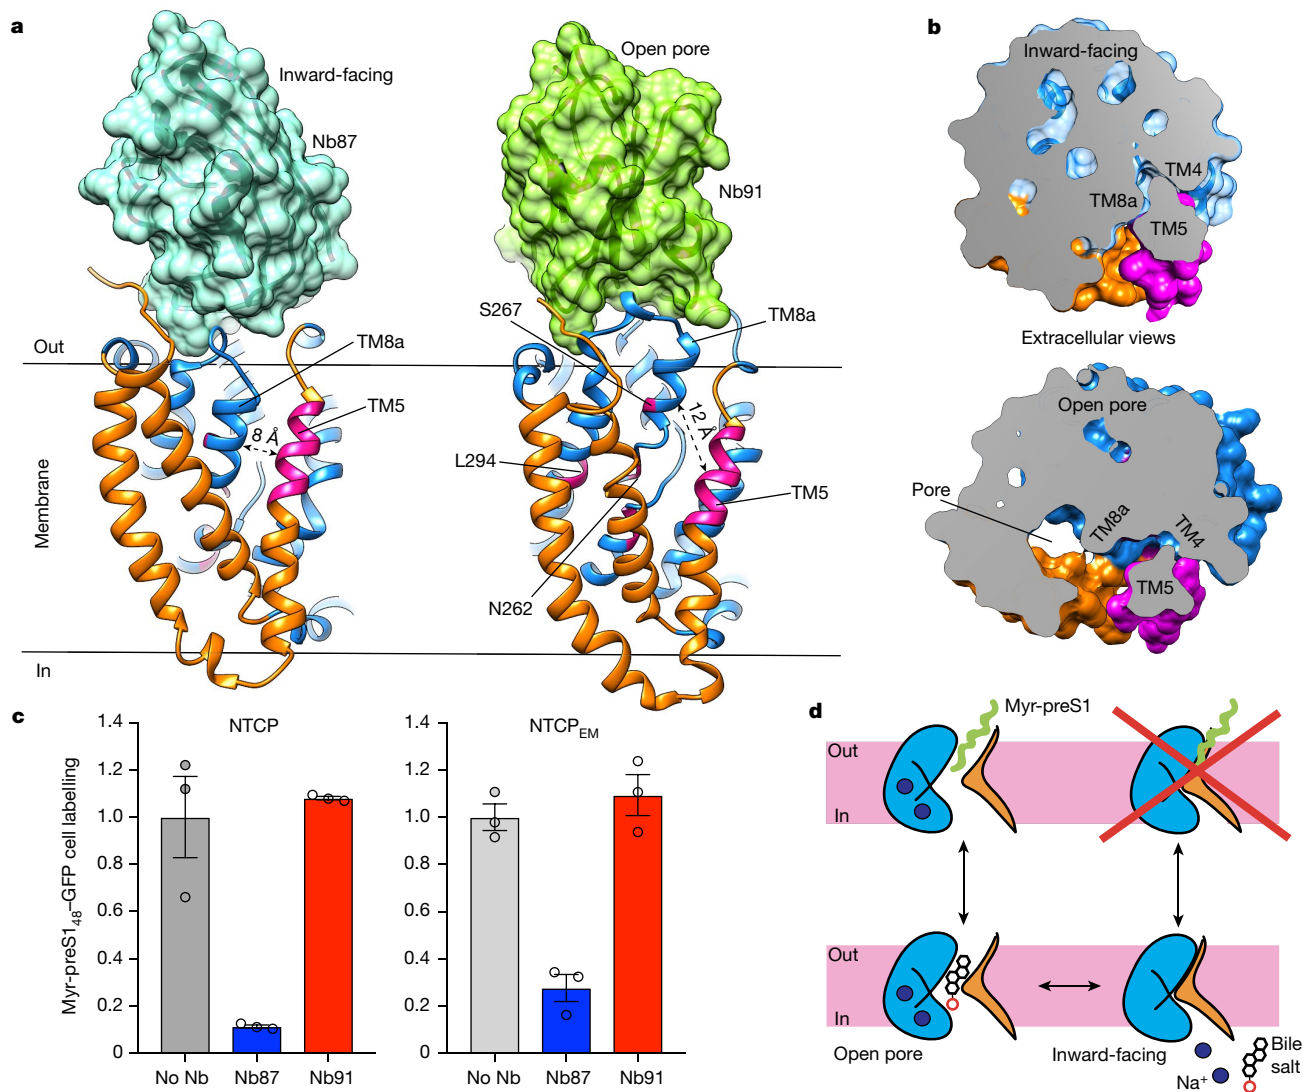 a
Inward-facing
Nb87
Open pore
Nb91
S267
TM8a
TM8a
Out
TM5
8 Å
12 Å
L294
TM5
Membrane
N262
In
b
Inward-facing
TM4
TM8a
TM5
Extracellular views
Open pore
Pore
TM8a
TM4
TM5
c
NTCP
NTCPEM
Myr-preS148–GFP cell labelling
1.4
1.2
1.0
0.8
0.6
0.4
0.2
0
No Nb
Nb87
Nb91
1.4
1.2
1.0
0.8
0.6
0.4
0.2
0
No Nb
Nb87
Nb91
d
Myr-preS1
Out
In
Out
In
Open pore
Inward-facing
Na+
Bile
salt